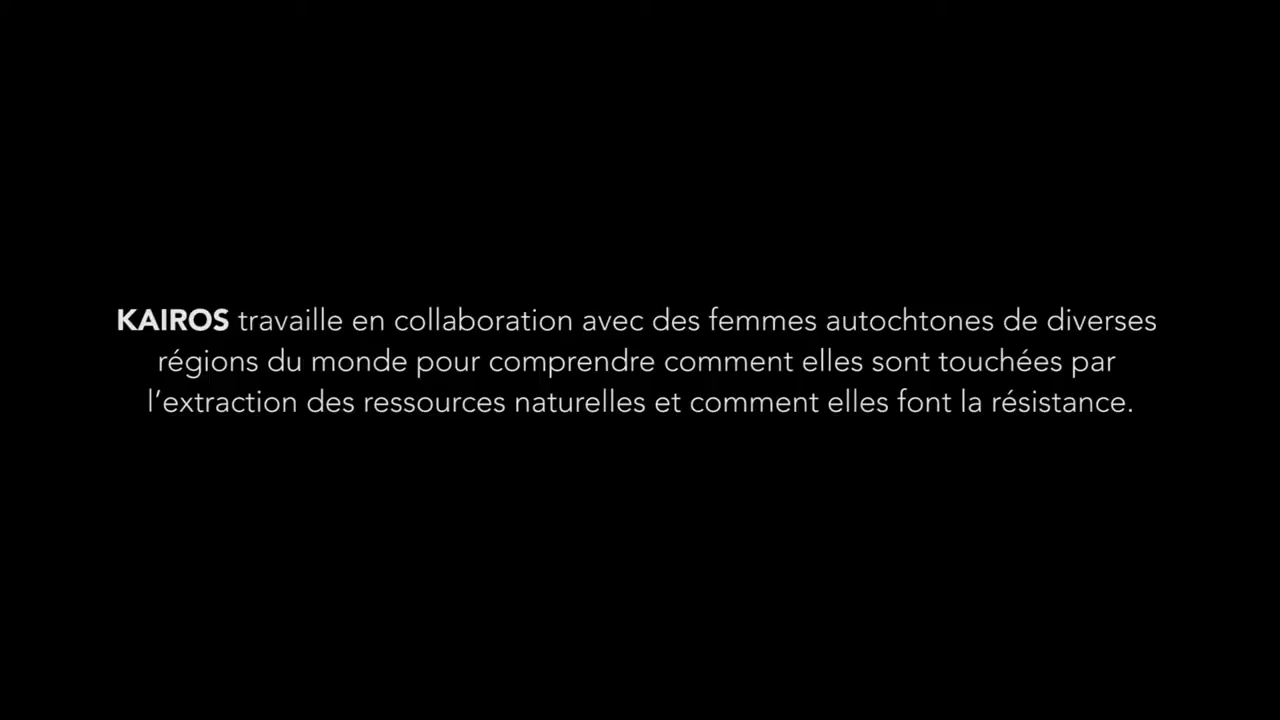 KAIROS travaille en collaboration avec des femmes autochtones de diverses
régions du monde pour comprendre comment elles sont touchées par
l’extraction des ressources naturelles et comment elles font la résistance.